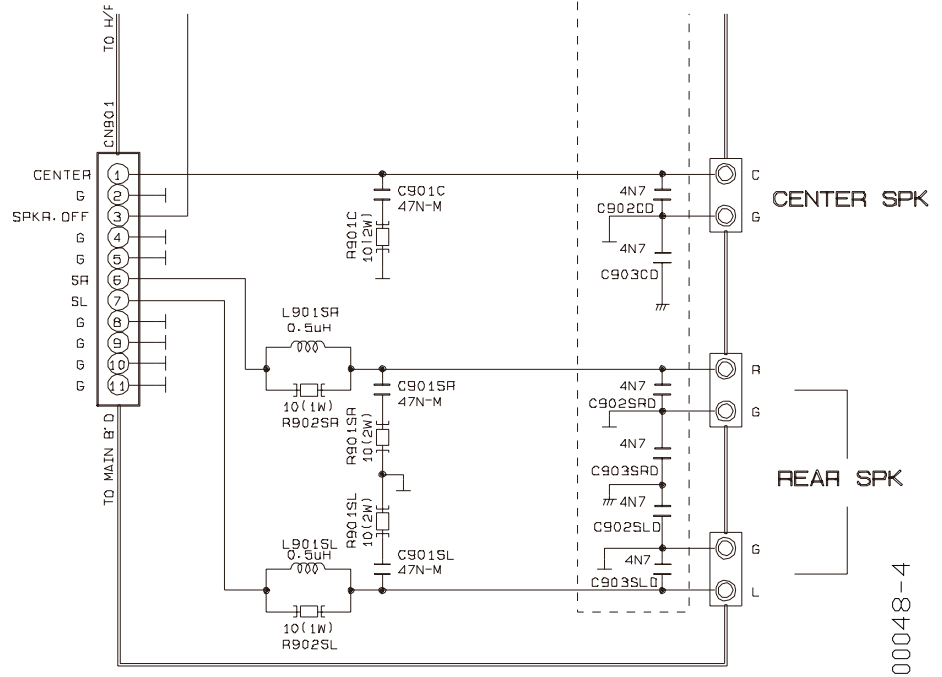 TO H/P
CN901
CENTER 1
G 2
SPKR.OFF 3
G 4
G 5
SR 6
SL 7
G 8
G 9
G 10
G 11
TO MAIN B'D
C901C
47N-M
R901C
10(2W)
4N7
C902CD
4N7
C903CD
C
G
CENTER SPK
L901SR
0.5uH
10(1W)
R902SR
C901SR
47N-M
R901SR
10(2W)
4N7
C902SRD
4N7
C903SRD
R
G
REAR SPK
R901SL
10(2W)
4N7
C902SLD
4N7
C903SLD
G
L
L901SL
0.5uH
10(1W)
R902SL
C901SL
47N-M
00048-4